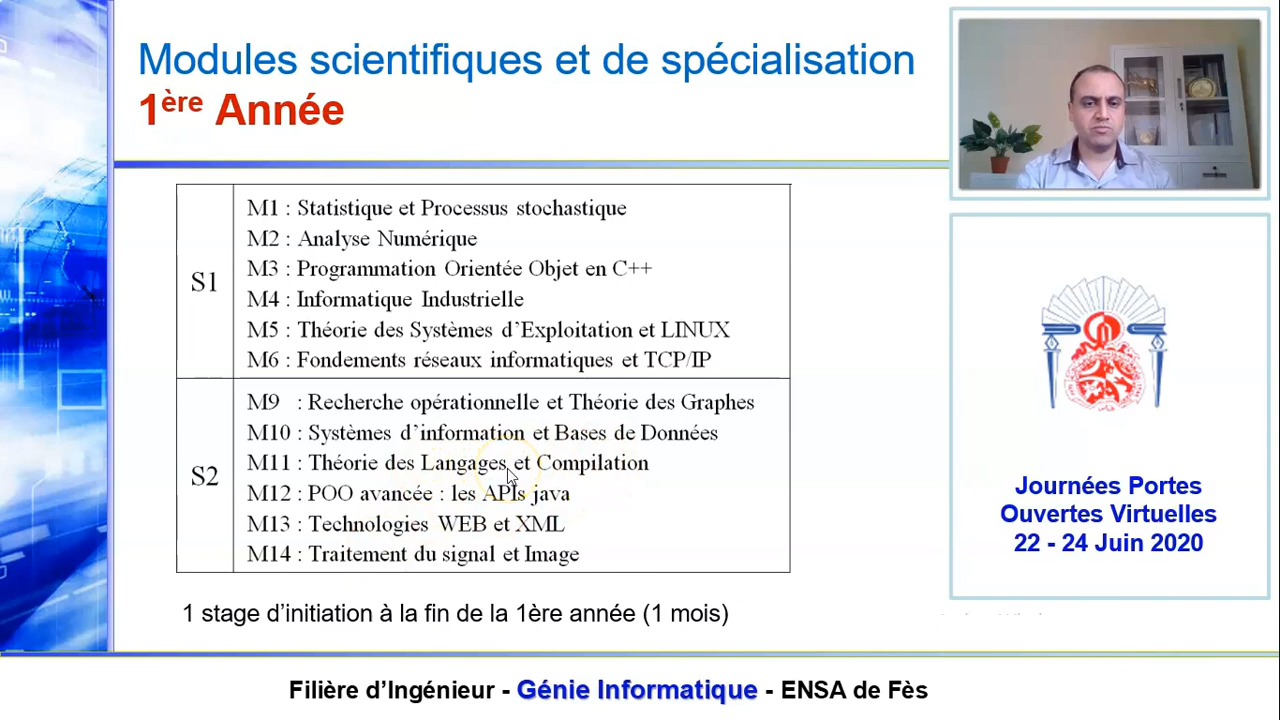 Modules scientifiques et de spécialisation
1ère Année
S1
M1 : Statistique et Processus stochastique
M2 : Analyse Numérique
M3 : Programmation Orientée Objet en C++
M4 : Informatique Industrielle
M5 : Théorie des Systèmes d’Exploitation et LINUX
M6 : Fondements réseaux informatiques et TCP/IP
S2
M9 : Recherche opérationnelle et Théorie des Graphes
M10 : Systèmes d’information et Bases de Données
M11 : Théorie des Langages et Compilation
M12 : POO avancée : les APIs java
M13 : Technologies WEB et XML
M14 : Traitement du signal et Image
1 stage d’initiation à la fin de la 1ère année (1 mois)
Journées Portes
Ouvertes Virtuelles
22 - 24 Juin 2020
Filière d’Ingénieur - Génie Informatique - ENSA de Fès